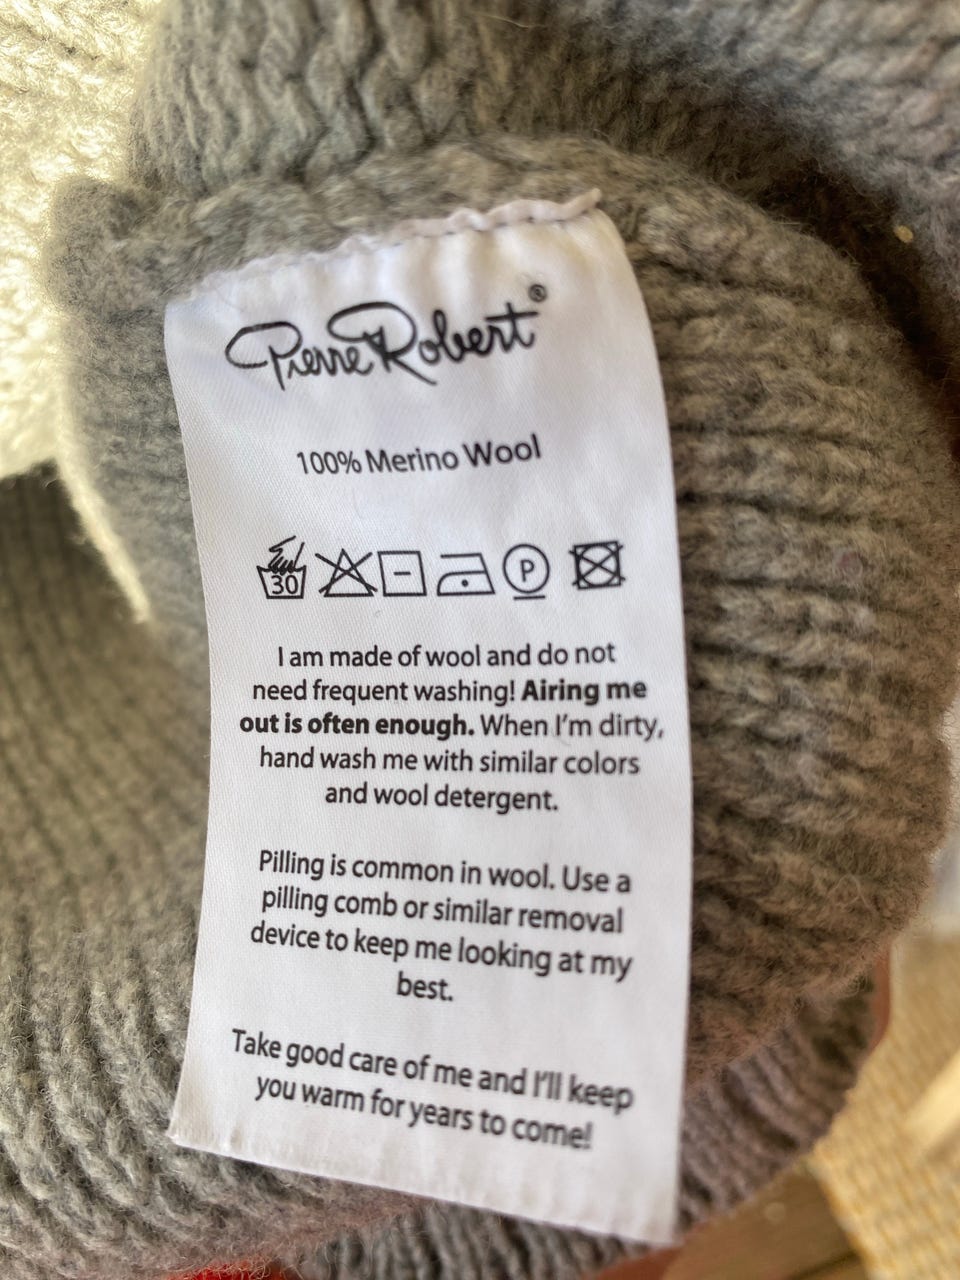 Pierre Robert®
100% Merino Wool
30 P
I am made of wool and do not
need frequent washing! Airing me
out is often enough. When I'm dirty,
hand wash me with similar colors
and wool detergent.
Pilling is common in wool. Use a
pilling comb or similar removal
device to keep me looking at my
best.
Take good care of me and I'll keep
you warm for years to come!